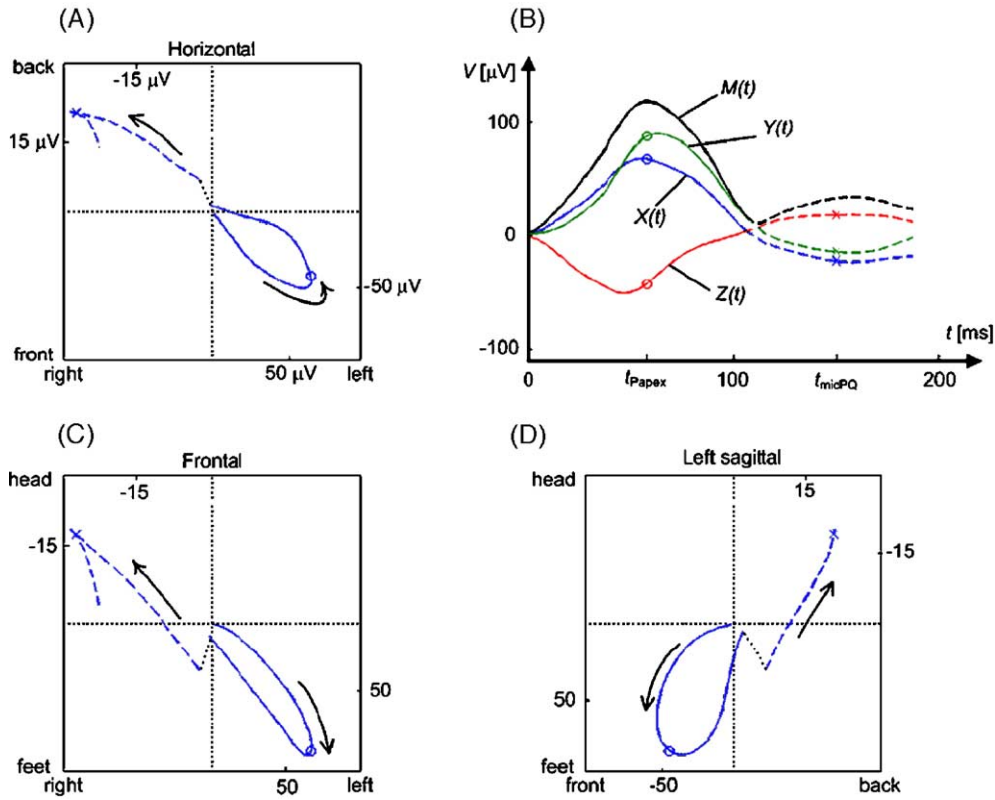 (A)
Horizontal
back
-15 μV
15 μV
-50 μV
front
right
50 μV
left
(B)
V [μV]
M(t)
100
Y(t)
X(t)
0
Z(t)
t [ms]
-100
0
tPapex
100
tmidPQ
200
(C)
Frontal
head
-15
-15
50
feet
right
50
left
(D)
Left sagittal
head
15
-15
50
feet
front
-50
back